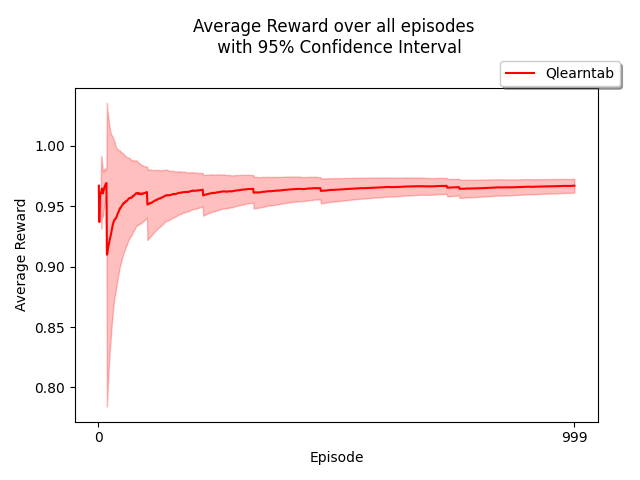 Average Reward over all episodes
with 95% Confidence Interval
Qlearntab
1.00
0.95
0.90
0.85
0.80
Average Reward
0
999
Episode